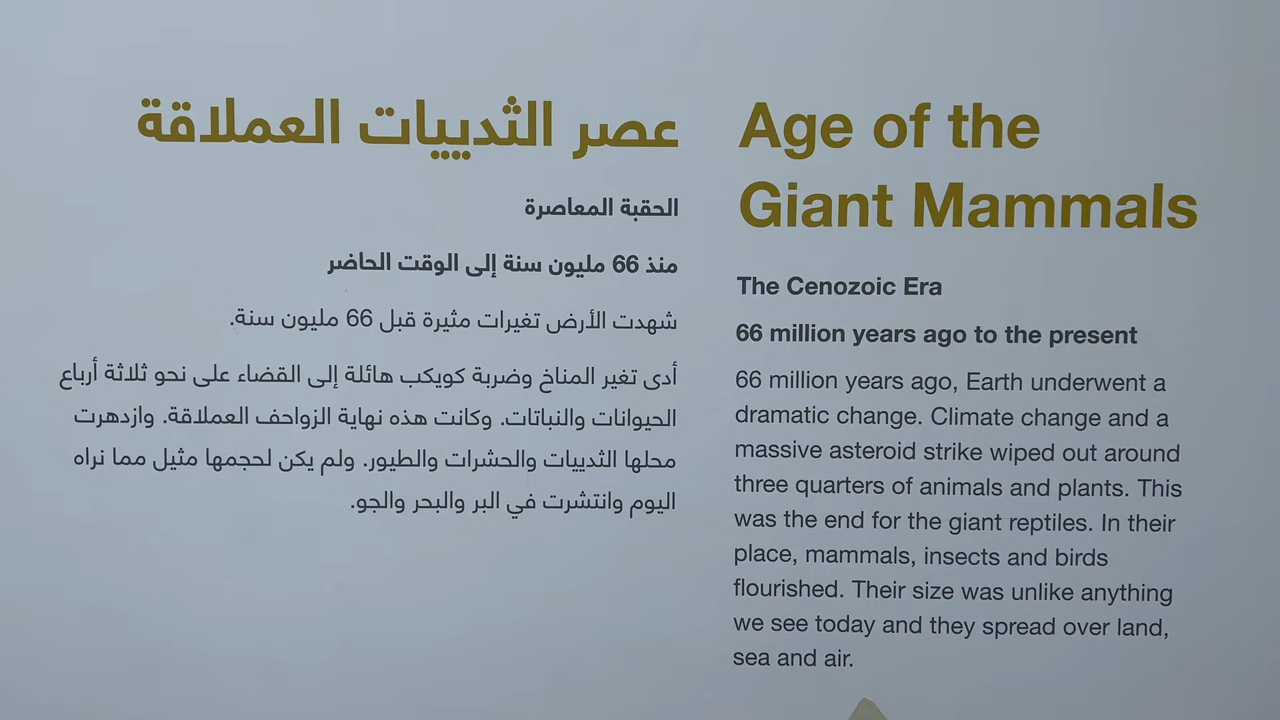 عصر الثدييات العملاقة
الحقبة المعاصرة
منذ 66 مليون سنة إلى الوقت الحاضر
شهدت الأرض تغيرات مثيرة قبل 66 مليون سنة.
أدى تغير المناخ وضربة كويكب هائلة إلى القضاء على نحو ثلاثة أرباع
الحيوانات والنباتات. وكانت هذه نهاية الزواحف العملاقة. وازدهرت
محلها الثدييات والحشرات والطيور. ولم يكن لحجمها مثيل مما نراه
اليوم وانتشرت في البر والبحر والجو.
Age of the
Giant Mammals
The Cenozoic Era
66 million years ago to the present
66 million years ago, Earth underwent a
dramatic change. Climate change and a
massive asteroid strike wiped out around
three quarters of animals and plants. This
was the end for the giant reptiles. In their
place, mammals, insects and birds
flourished. Their size was unlike anything
we see today and they spread over land,
sea and air.